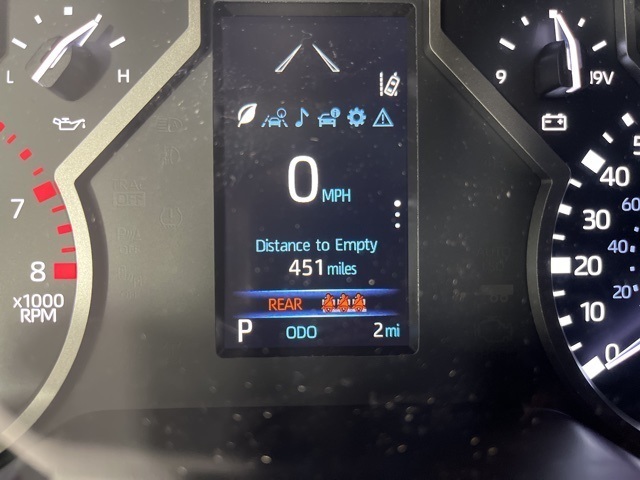 L H
9 19V
0 MPH
Distance to Empty
451 miles
REAR
P ODO 2 mi
7
8
x1000
RPM
40
30
20
10
0
60
40
20